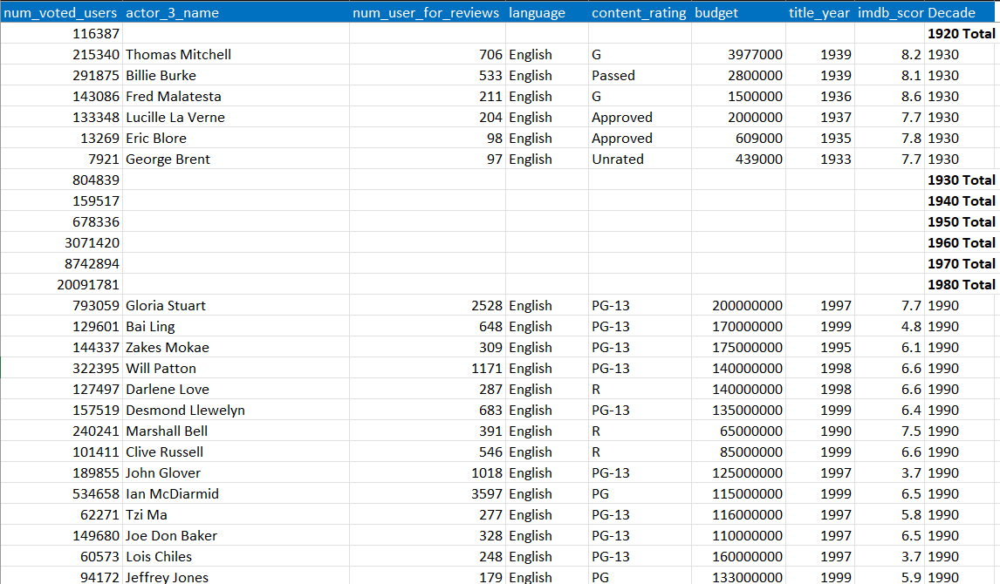 num_voted_users actor_3_name num_user_for_reviews language content_rating budget title_year imdb_scor Decade
116387 1920 Total
215340 Thomas Mitchell 706 English G 3977000 1939 8.2 1930
291875 Billie Burke 533 English Passed 2800000 1939 8.1 1930
143086 Fred Malatesta 211 English G 1500000 1936 8.6 1930
133348 Lucille La Verne 204 English Approved 2000000 1937 7.7 1930
13269 Eric Blore 98 English Approved 609000 1935 7.8 1930
7921 George Brent 97 English Unrated 439000 1933 7.7 1930
804839 1930 Total
159517 1940 Total
678336 1950 Total
3071420 1960 Total
8742894 1970 Total
20091781 1980 Total
793059 Gloria Stuart 2528 English PG-13 200000000 1997 7.7 1990
129601 Bai Ling 648 English PG-13 170000000 1999 4.8 1990
144337 Zakes Mokae 309 English PG-13 175000000 1995 6.1 1990
322395 Will Patton 1171 English PG-13 140000000 1998 6.6 1990
127497 Darlene Love 287 English R 140000000 1998 6.6 1990
157519 Desmond Llewelyn 683 English PG-13 135000000 1999 6.4 1990
240241 Marshall Bell 391 English R 65000000 1990 7.5 1990
101411 Clive Russell 546 English R 85000000 1999 6.6 1990
189855 John Glover 1018 English PG-13 125000000 1997 3.7 1990
534658 Ian McDiarmid 3597 English PG 115000000 1999 6.5 1990
62271 Tzi Ma 277 English PG-13 116000000 1997 5.8 1990
149680 Joe Don Baker 328 English PG-13 110000000 1997 6.5 1990
60573 Lois Chiles 248 English PG-13 160000000 1997 3.7 1990
94172 Jeffrey Jones 179 English PG 133000000 1999 5.9 1990